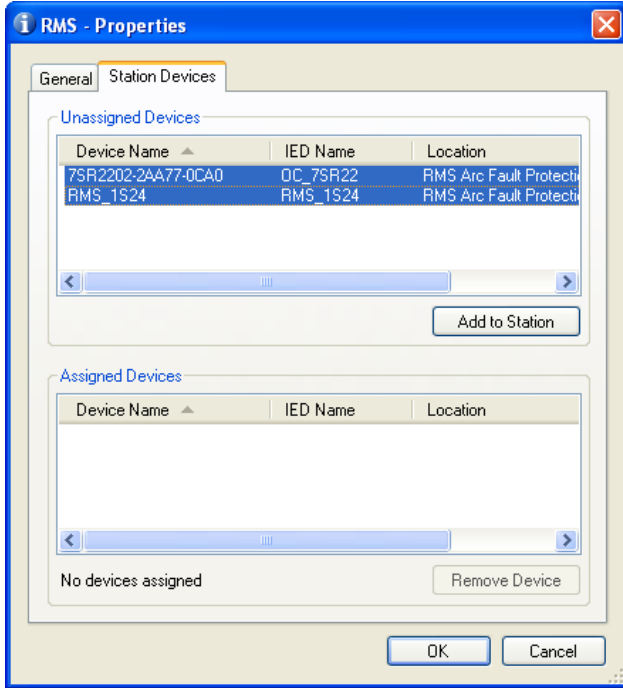 RMS - Properties
General Station Devices
Unassigned Devices
Device Name IED Name Location
7SR2202-2AA77-0CA0 OC_7SR22 RMS Arc Fault Protecti
RMS_1S24 RMS_1S24 RMS Arc Fault Protecti
Add to Station
Assigned Devices
Device Name IED Name Location
No devices assigned Remove Device
OK Cancel